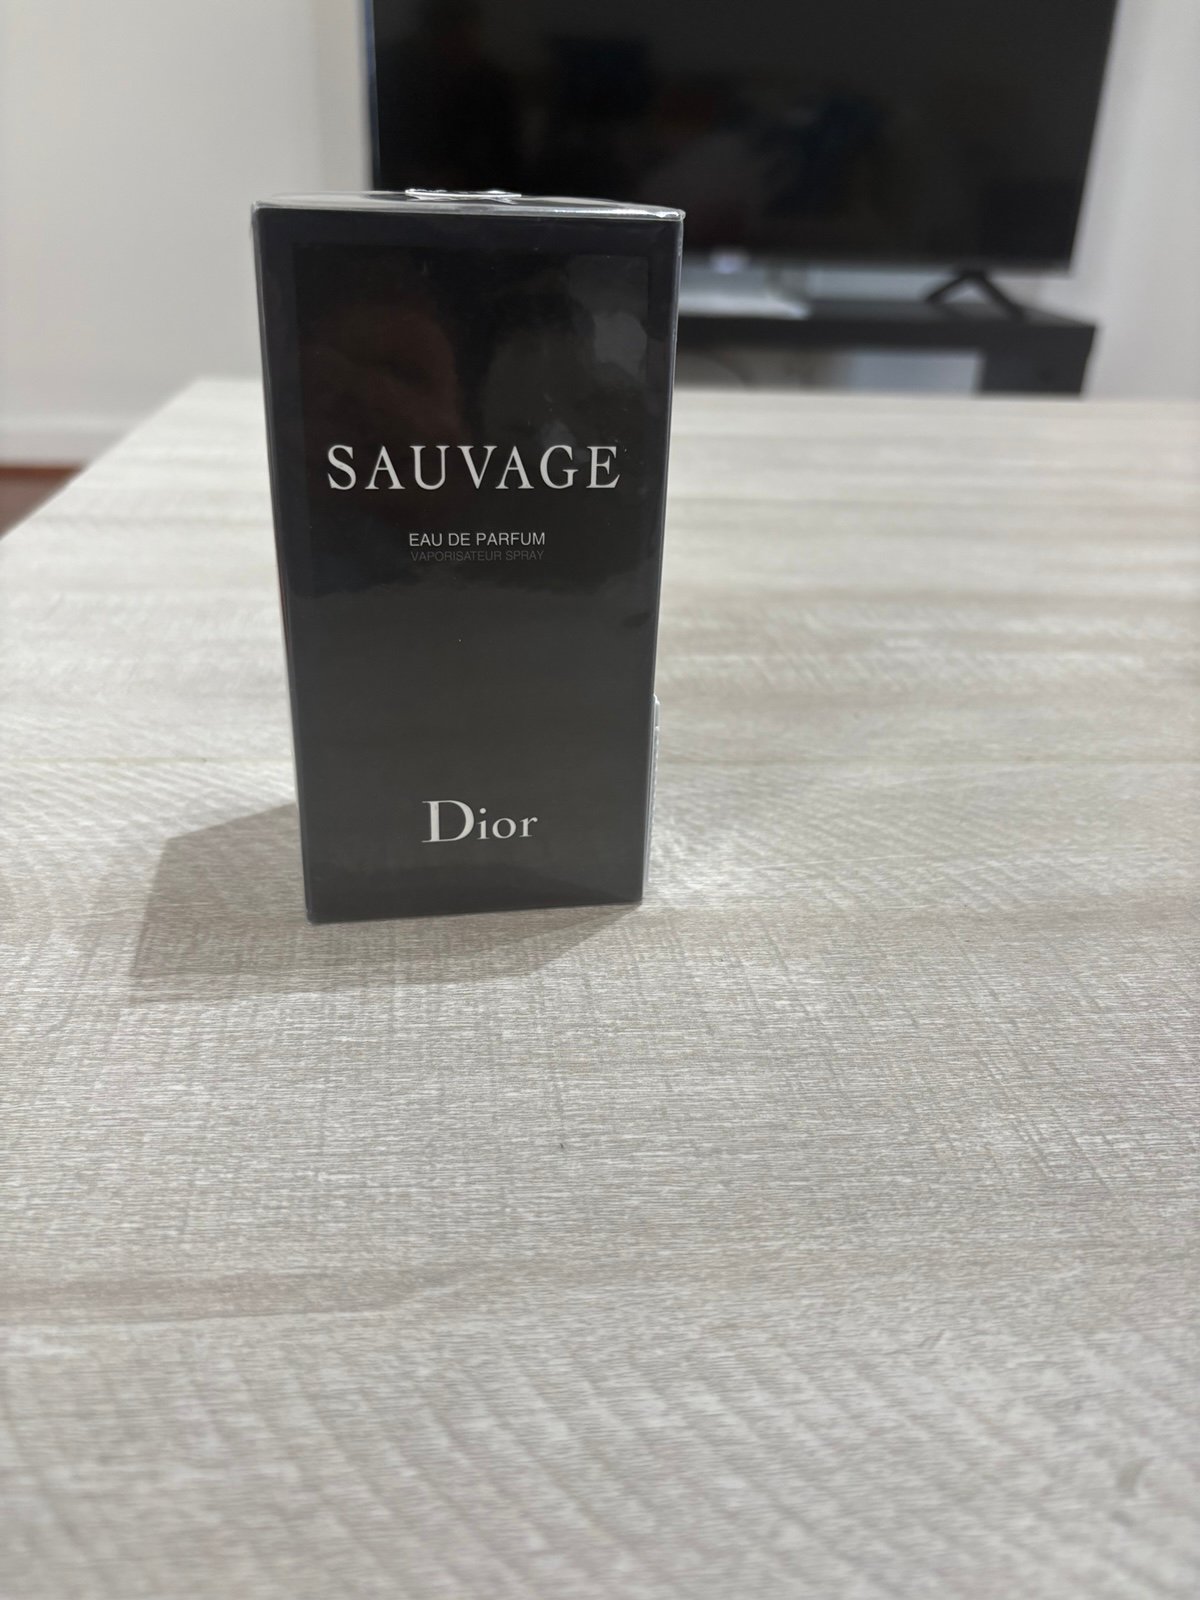 SAUVAGE
EAU DE PARFUM
VAPORISATEUR SPRAY
Dior